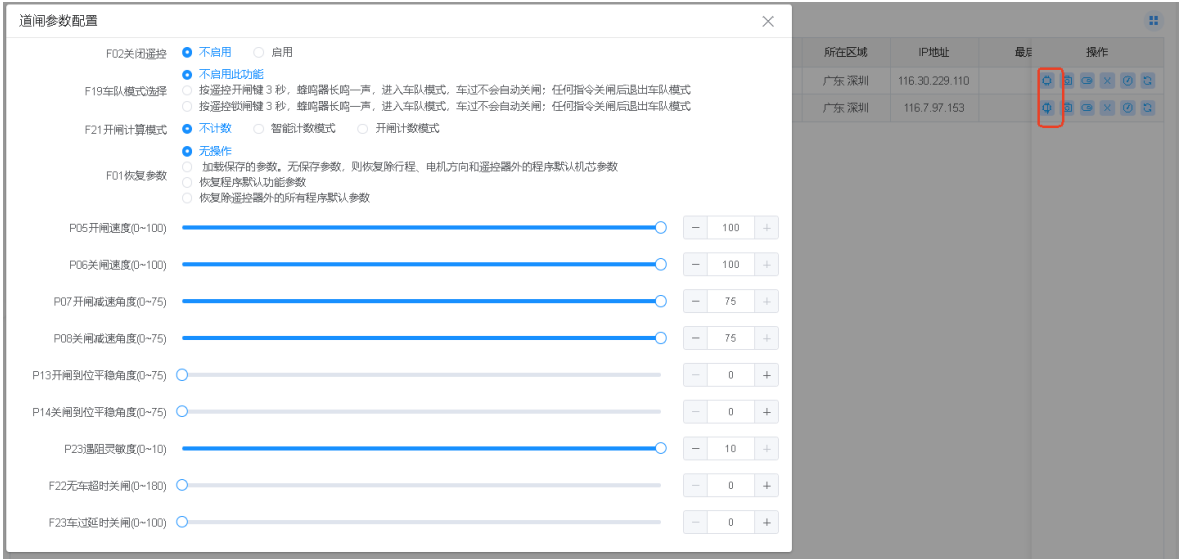 道闸参数配置
F02关闭遥控 不启用 启用
F19车队模式选择
不启用此功能
按遥控开闸键 3 秒，蜂鸣器长鸣一声，进入车队模式，车过不会自动关闸；任何指令关闸后退出车队模式
按遥控锁闸键 3 秒，蜂鸣器长鸣一声，进入车队模式，车过不会自动关闸；任何指令关闸后退出车队模式
F21开闸计算模式 不计数 智能计数模式 开闸计数模式
F01恢复参数
无操作
加载保存的参数。无保存参数，则恢复除行程、电机方向和遥控器外的程序默认机芯参数
恢复程序默认功能参数
恢复除遥控器外的所有程序默认参数
P05开闸速度(0~100) 100
P06关闸速度(0~100) 100
P07开闸减速角度(0~75) 75
P08关闸减速角度(0~75) 75
P13开闸到位平稳角度(0~75) 0
P14关闸到位平稳角度(0~75) 0
P23遇阻灵敏度(0~10) 10
F22无车超时关闸(0~180) 0
F23车过延时关闸(0~100) 0
所在区域 IP地址 最后 操作
广东 深圳 116.30.229.110
广东 深圳 116.7.97.153